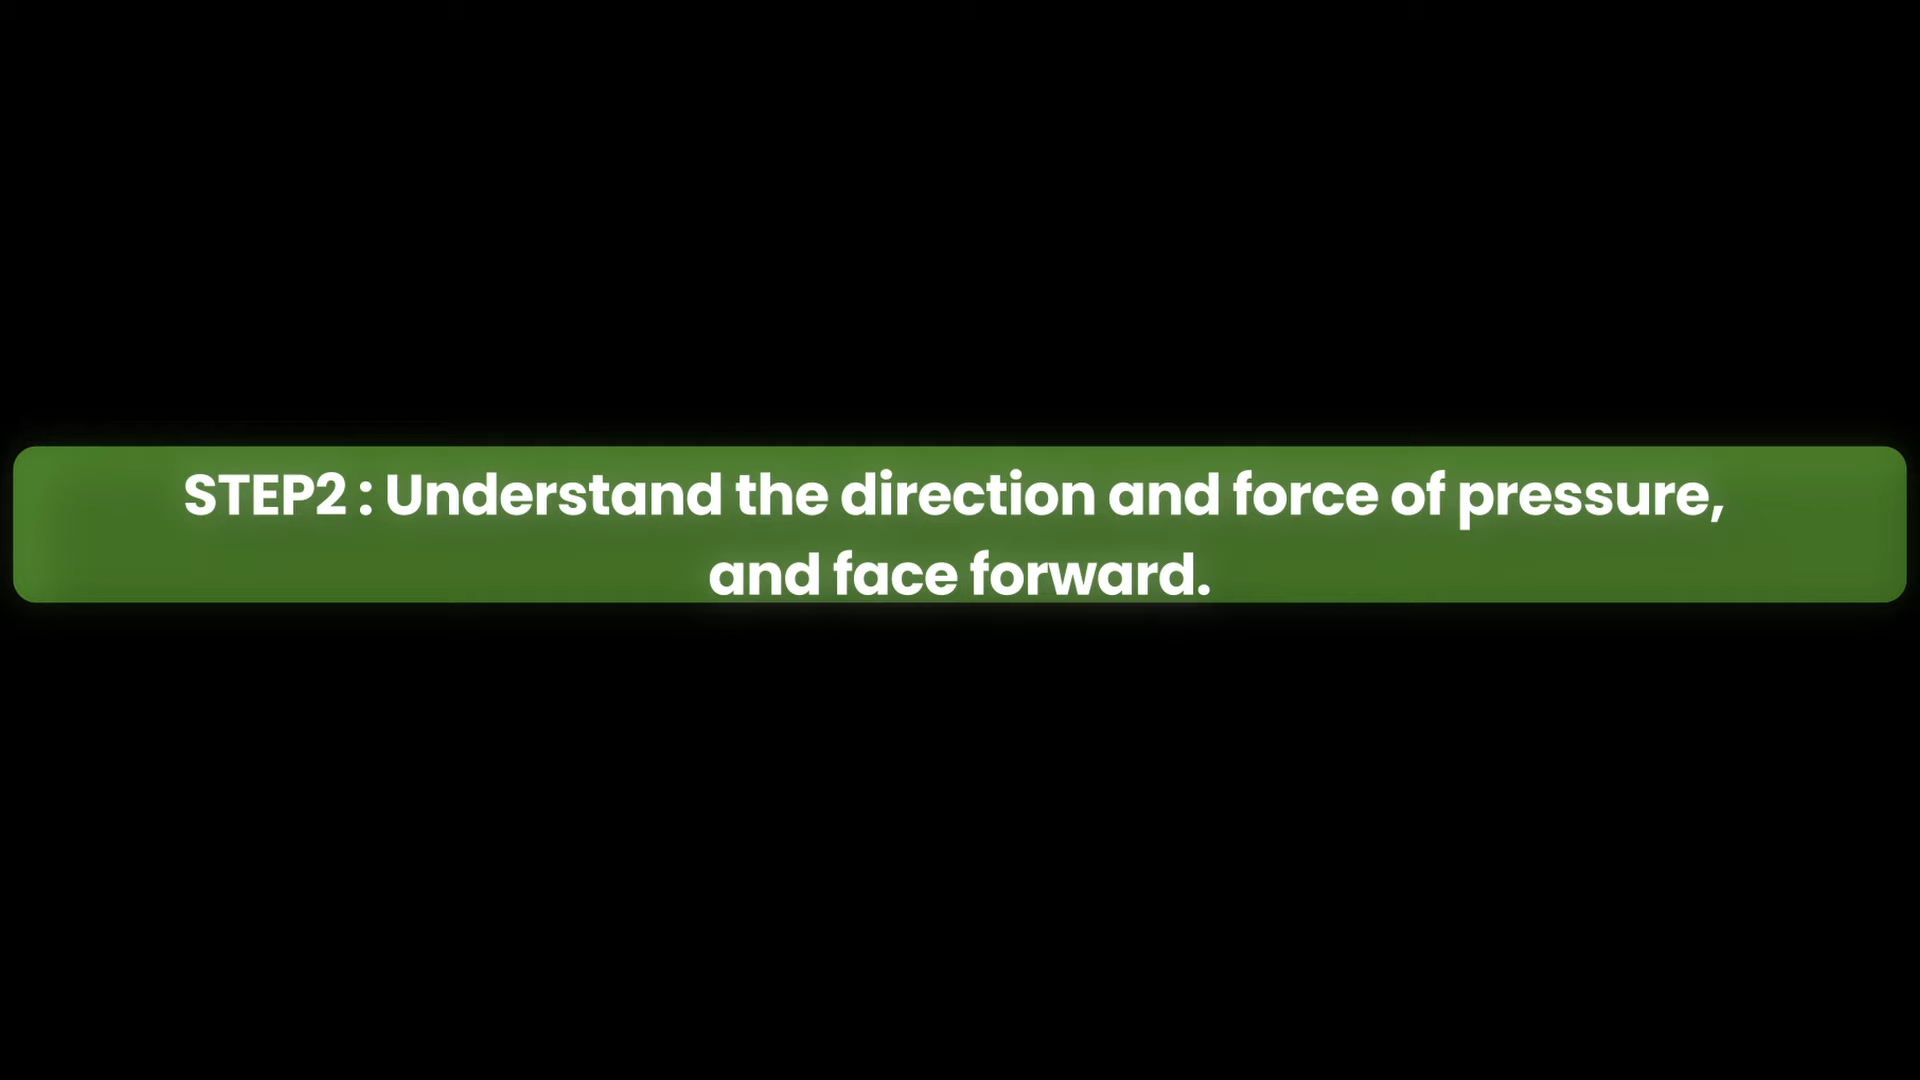 STEP2 : Understand the direction and force of pressure,
and face forward.